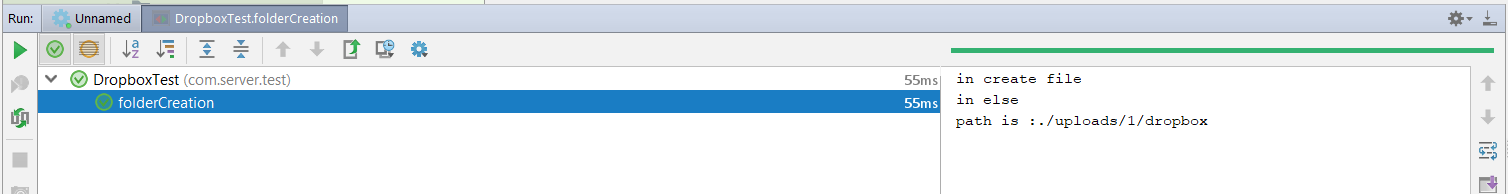 Run: Unnamed DropboxTest.folderCreation
DropboxTest (com.server.test) 55ms
folderCreation 55ms
in create file
in else
path is :./uploads/1/dropbox